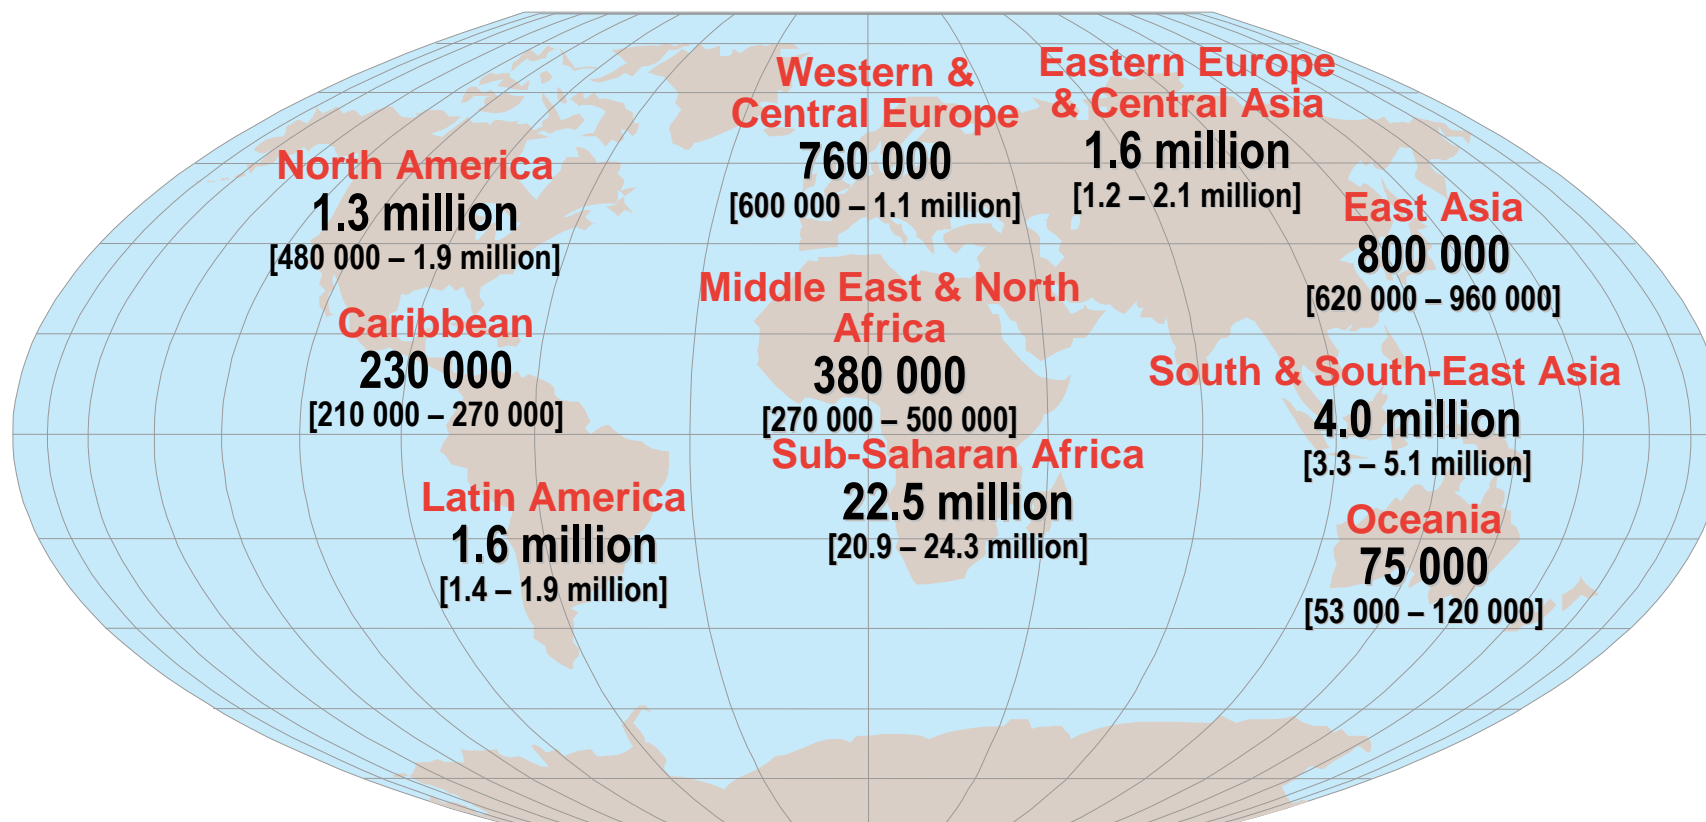 Western &
Central Europe
760 000
[600 000 – 1.1 million]
Eastern Europe
& Central Asia
1.6 million
[1.2 – 2.1 million]
North America
1.3 million
[480 000 – 1.9 million]
East Asia
800 000
[620 000 – 960 000]
Middle East & North
Africa
380 000
[270 000 – 500 000]
Caribbean
230 000
[210 000 – 270 000]
South & South-East Asia
4.0 million
[3.3 – 5.1 million]
Sub-Saharan Africa
22.5 million
[20.9 – 24.3 million]
Latin America
1.6 million
[1.4 – 1.9 million]
Oceania
75 000
[53 000 – 120 000]